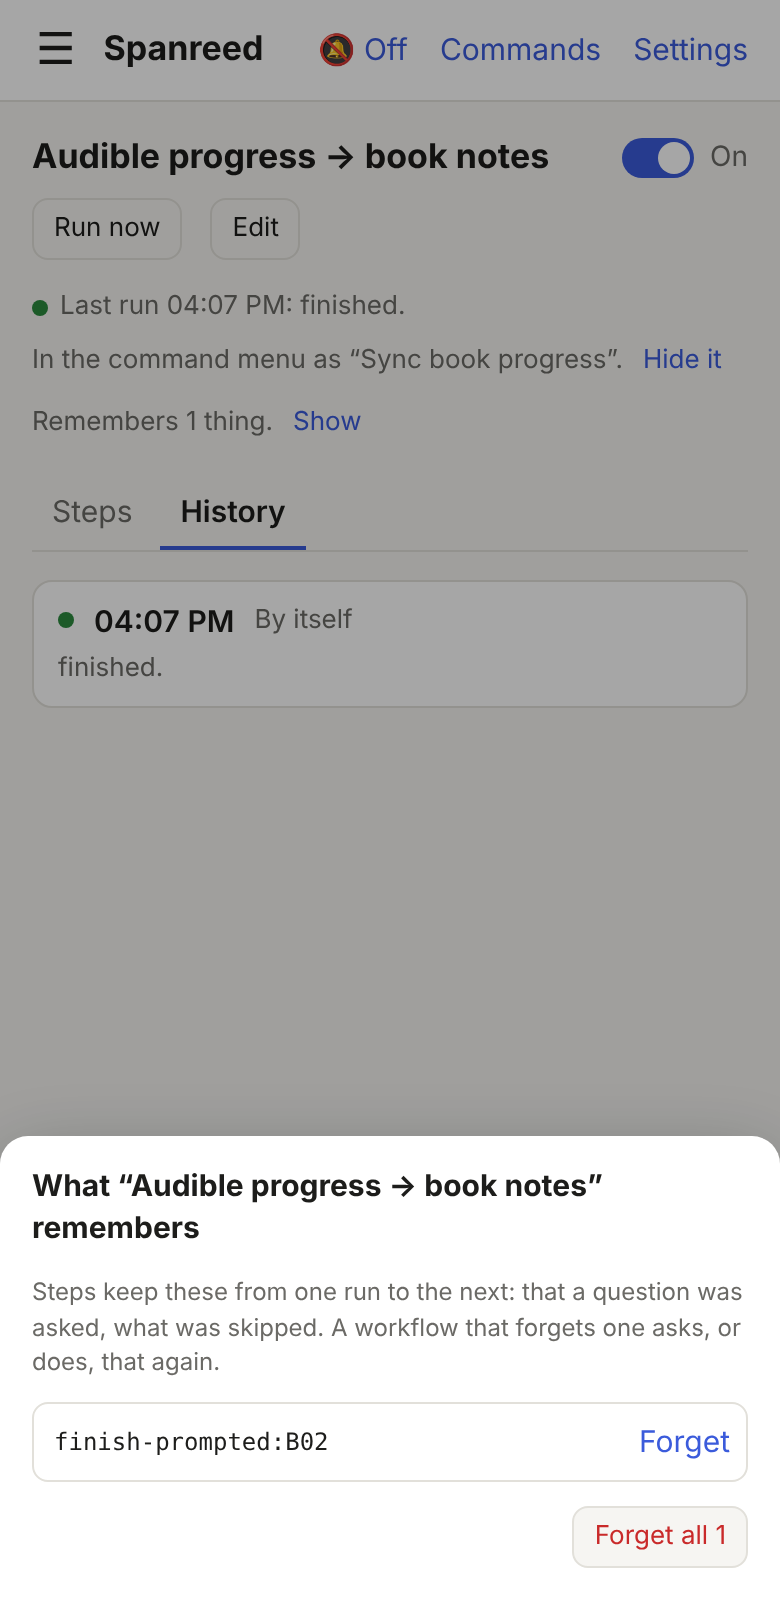 ☰ Spanreed 🔕 Off Commands Settings
Audible progress → book notes On
Run now Edit
Last run 04:07 PM: finished.
In the command menu as “Sync book progress”. Hide it
Remembers 1 thing. Show
Steps History
04:07 PM By itself
finished.
What “Audible progress → book notes”
remembers
Steps keep these from one run to the next: that a question was
asked, what was skipped. A workflow that forgets one asks, or
does, that again.
finish-prompted:B02 Forget
Forget all 1